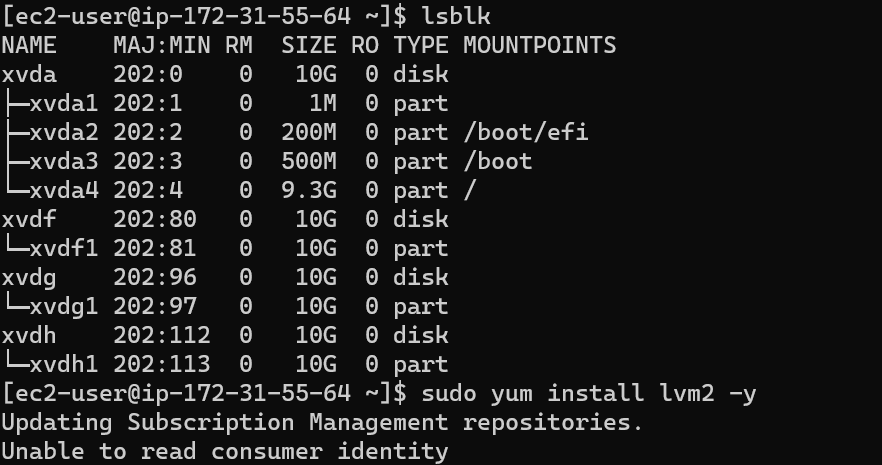 [ec2-user@ip-172-31-55-64 ~]$ lsblk
NAME    MAJ:MIN RM  SIZE RO TYPE MOUNTPOINTS
xvda    202:0    0   10G  0 disk
├─xvda1 202:1    0    1M  0 part
├─xvda2 202:2    0  200M  0 part /boot/efi
├─xvda3 202:3    0  500M  0 part /boot
└─xvda4 202:4    0  9.3G  0 part /
xvdf    202:80   0   10G  0 disk
└─xvdf1 202:81   0   10G  0 part
xvdg    202:96   0   10G  0 disk
└─xvdg1 202:97   0   10G  0 part
xvdh    202:112  0   10G  0 disk
└─xvdh1 202:113  0   10G  0 part
[ec2-user@ip-172-31-55-64 ~]$ sudo yum install lvm2 -y
Updating Subscription Management repositories.
Unable to read consumer identity